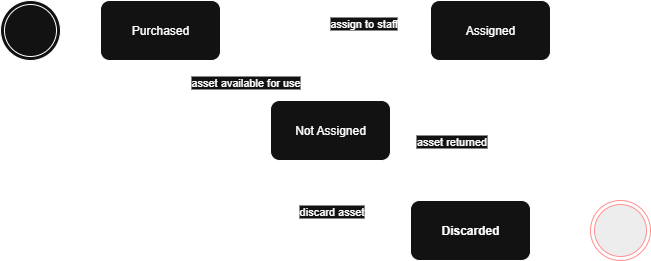 Purchased
assign to staff
Assigned
asset available for use
Not Assigned
asset returned
discard asset
Discarded